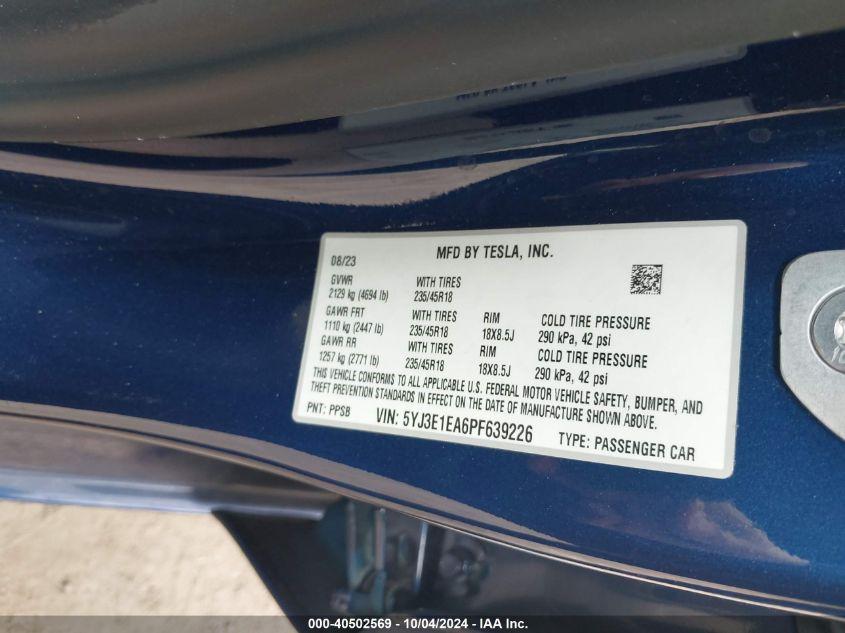 MFD BY TESLA, INC.
08/23
GVWR WITH TIRES
2129 kg (4694 lb) 235/45R18
GAWR FRT WITH TIRES RIM COLD TIRE PRESSURE
1110 kg (2447 lb) 235/45R18 18X8.5J 290 kPa, 42 psi
GAWR RR WITH TIRES RIM COLD TIRE PRESSURE
1257 kg (2771 lb) 235/45R18 18X8.5J 290 kPa, 42 psi
THIS VEHICLE CONFORMS TO ALL APPLICABLE U.S. FEDERAL MOTOR VEHICLE SAFETY, BUMPER, AND
THEFT PREVENTION STANDARDS IN EFFECT ON THE DATE OF MANUFACTURE SHOWN ABOVE.
PNT: PPSB VIN: 5YJ3E1EA6PF639226 TYPE: PASSENGER CAR
000-40502569 - 10/04/2024 - IAA Inc.